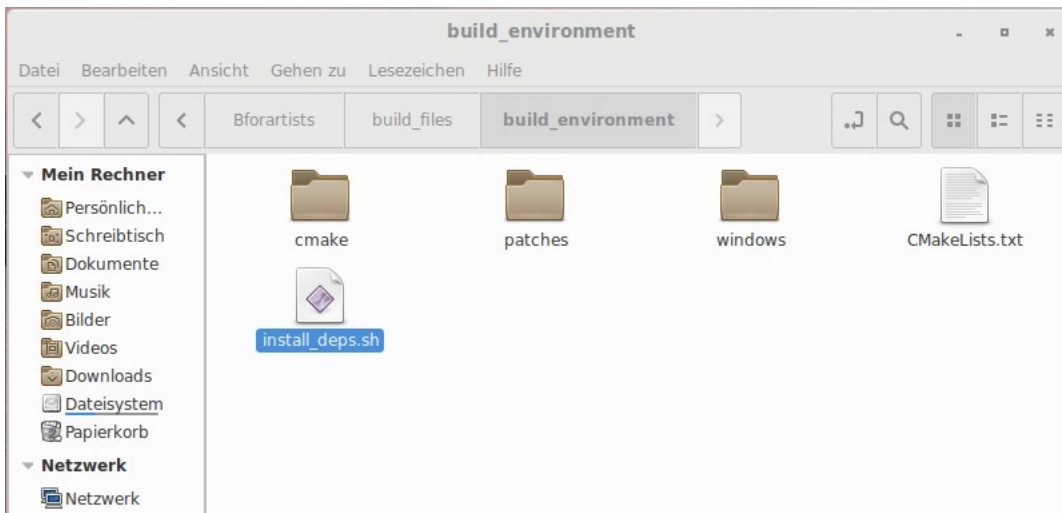 build_environment
Datei Bearbeiten Ansicht Gehen zu Lesezeichen Hilfe
Bforartists build_files build_environment
Mein Rechner
Persönlich...
Schreibtisch
Dokumente
Musik
Bilder
Videos
Downloads
Dateisystem
Papierkorb
Netzwerk
Netzwerk
cmake patches windows CMakeLists.txt
install_deps.sh